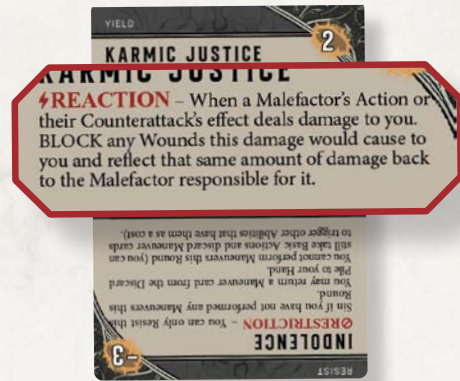 YIELD
2
KARMIC JUSTICE
KARMIC JUSTICE
REACTION – When a Malefactor's Action or
their Counterattack's effect deals damage to you.
BLOCK any Wounds this damage would cause to
you and reflect that same amount of damage back
to the Malefactor responsible for it.
RESIST
-3
INDOLENCE
RESTRICTION – You can only Resist this
Sin if you have not performed any Maneuvers this
Round.
You may return a Maneuver card from the Discard
Pile to your Hand.
You cannot perform Maneuvers this Round (you can
still take Basic Actions and discard Maneuver cards
to trigger other Abilities that have them as a cost).